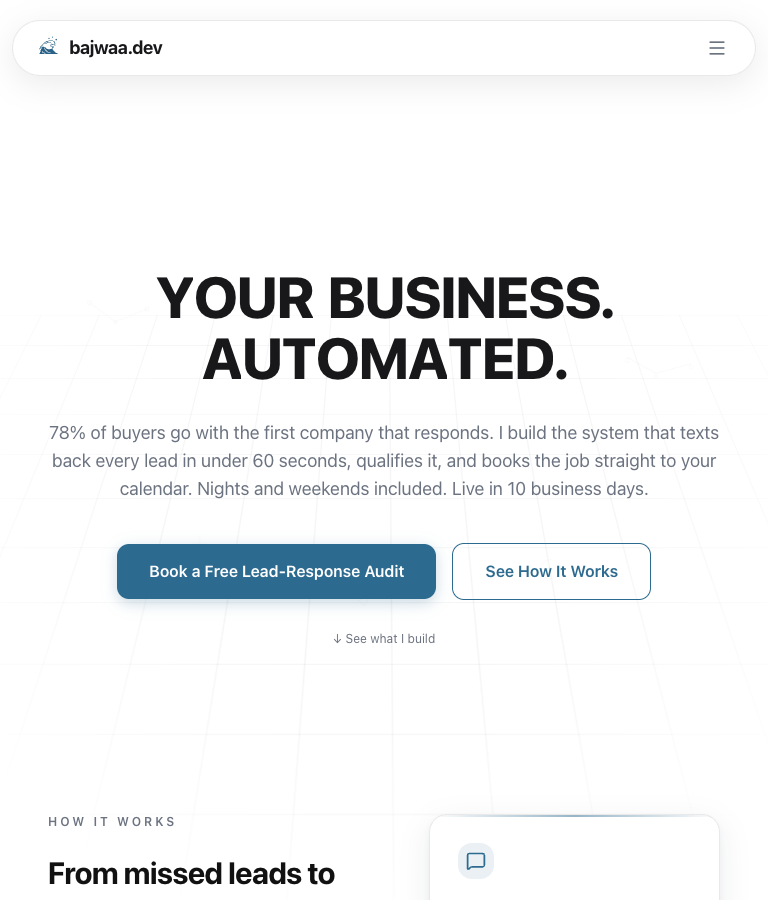 bajwaa.dev
YOUR BUSINESS.
AUTOMATED.
78% of buyers go with the first company that responds. I build the system that texts
back every lead in under 60 seconds, qualifies it, and books the job straight to your
calendar. Nights and weekends included. Live in 10 business days.
Book a Free Lead-Response Audit
See How It Works
↓ See what I build
HOW IT WORKS
From missed leads to